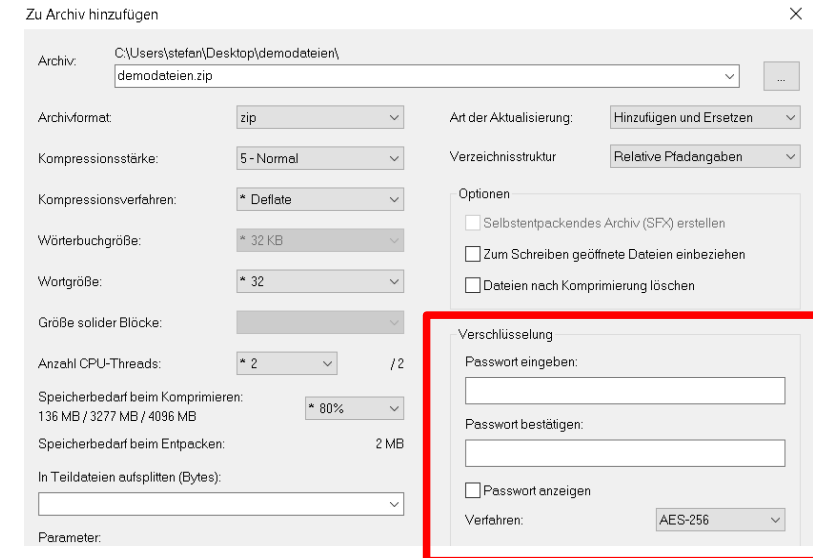 Zu Archiv hinzufügen
Archiv:
C:\Users\stefan\Desktop\demodateien\
demodateien.zip
...
Archivformat:
zip
Kompressionsstärke:
5 - Normal
Kompressionsverfahren:
* Deflate
Wörterbuchgröße:
* 32 KB
Wortgröße:
* 32
Größe solider Blöcke:
Anzahl CPU-Threads:
* 2
/ 2
Speicherbedarf beim Komprimieren:
136 MB / 3277 MB / 4096 MB
* 80%
Speicherbedarf beim Entpacken:
2 MB
In Teildateien aufsplitten (Bytes):
Parameter:
Art der Aktualisierung:
Hinzufügen und Ersetzen
Verzeichnisstruktur
Relative Pfadangaben
Optionen
Selbstentpackendes Archiv (SFX) erstellen
Zum Schreiben geöffnete Dateien einbeziehen
Dateien nach Komprimierung löschen
Verschlüsselung
Passwort eingeben:
Passwort bestätigen:
Passwort anzeigen
Verfahren:
AES-256